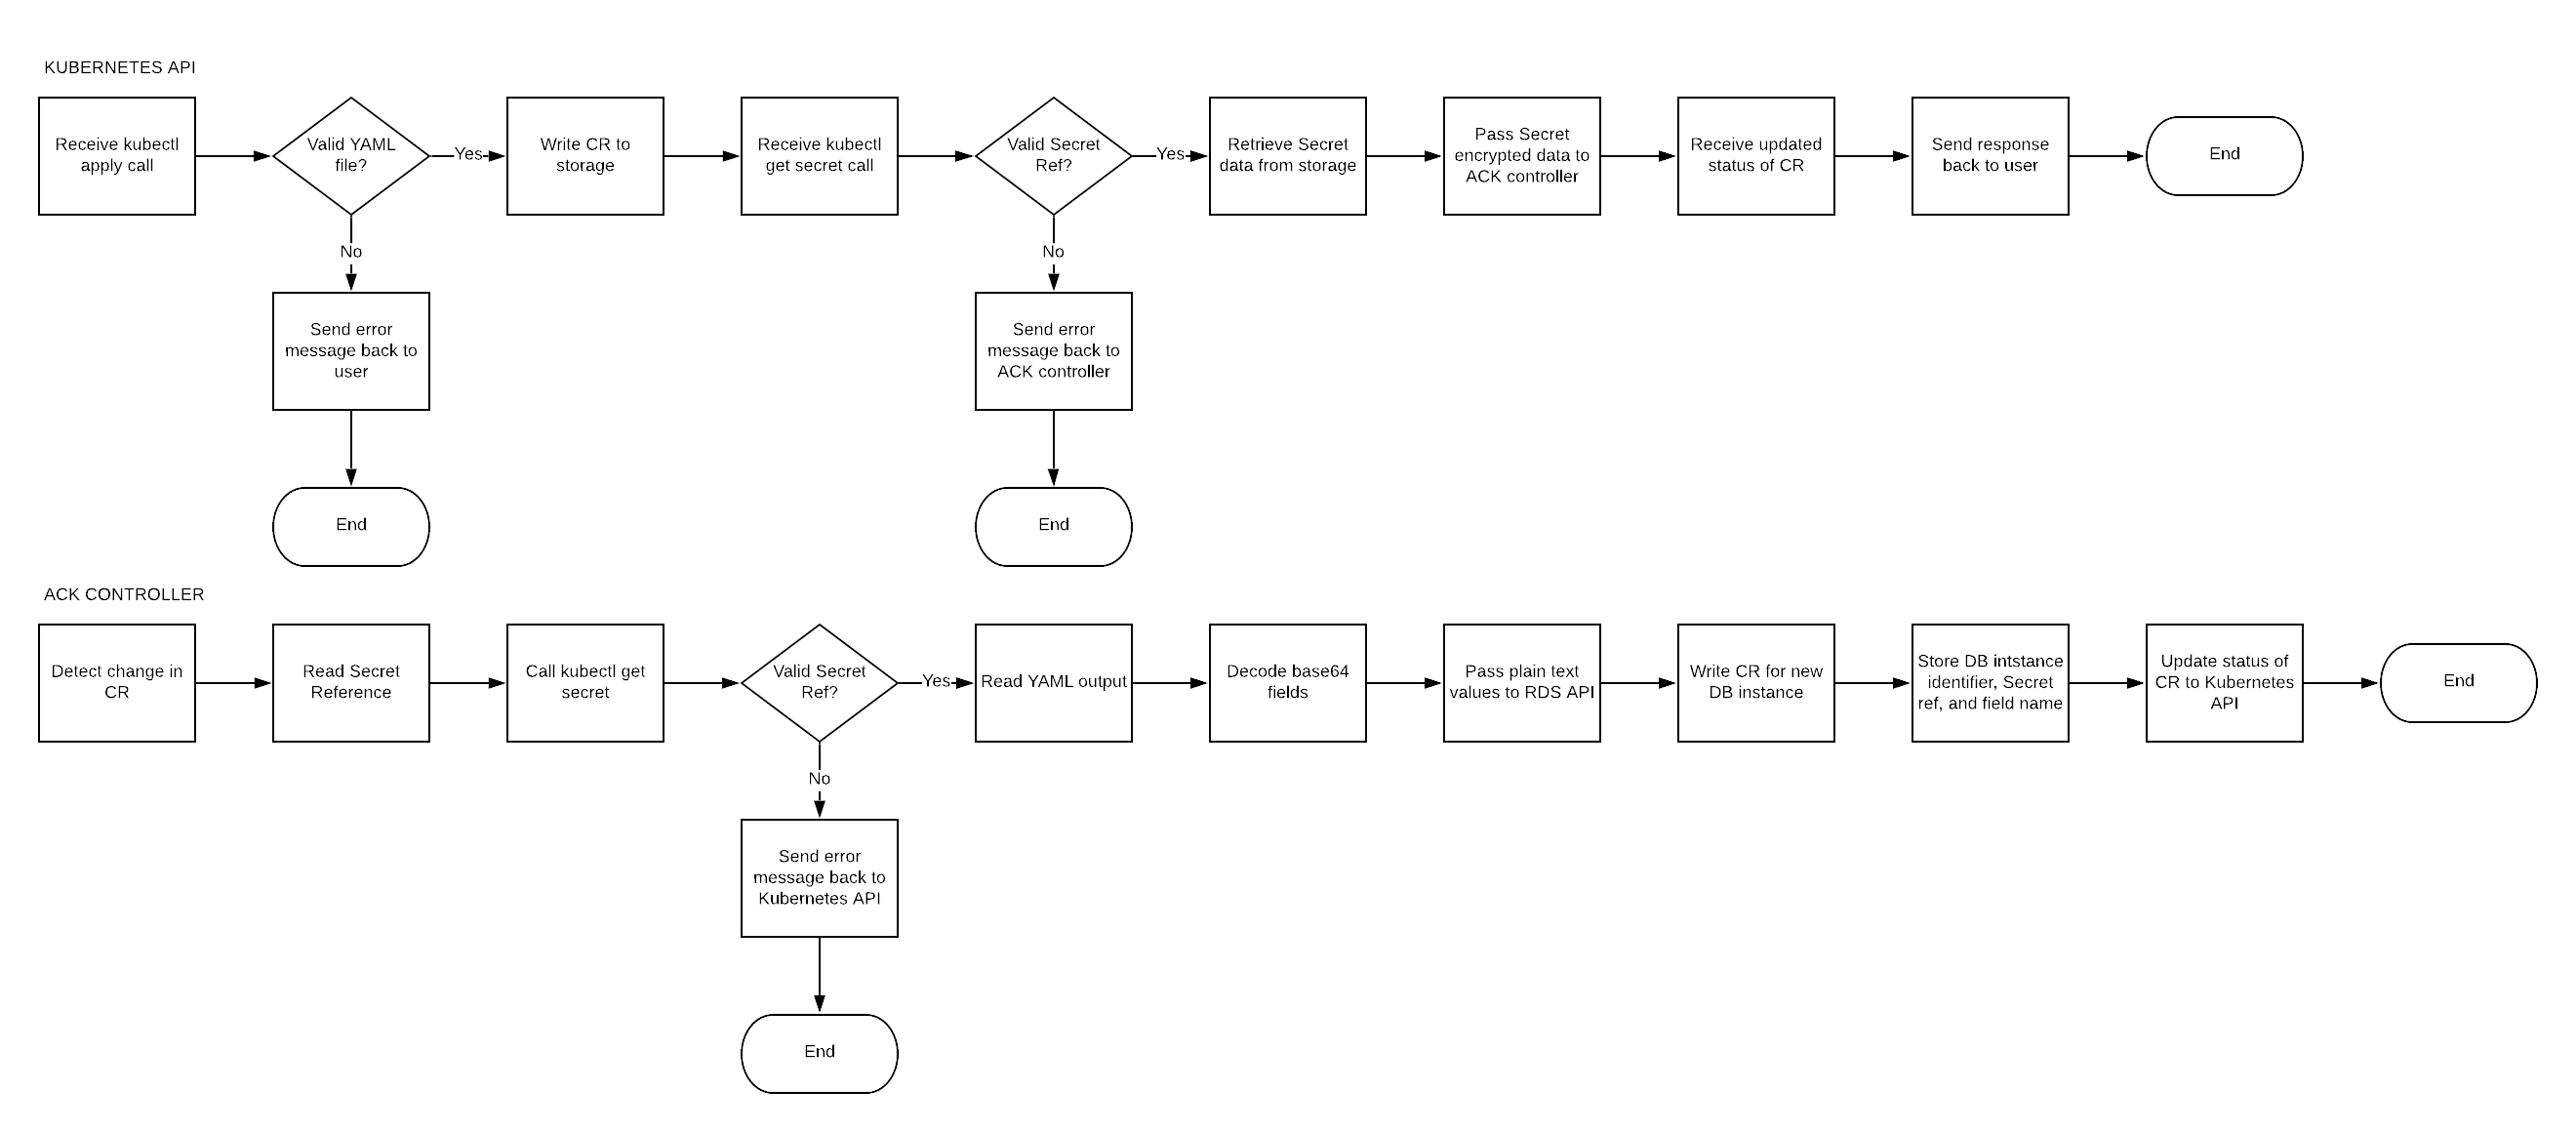 KUBERNETES API
Receive kubectl
apply call
Valid YAML
file?
Yes
Write CR to
storage
Receive kubectl
get secret call
Valid Secret
Ref?
Yes
Retrieve Secret
data from storage
Pass Secret
encrypted data to
ACK controller
Receive updated
status of CR
Send response
back to user
End
No
Send error
message back to
user
End
No
Send error
message back to
ACK controller
End
ACK CONTROLLER
Detect change in
CR
Read Secret
Reference
Call kubectl get
secret
Valid Secret
Ref?
Yes
Read YAML output
Decode base64
fields
Pass plain text
values to RDS API
Write CR for new
DB instance
Store DB intstance
identifier, Secret
ref, and field name
Update status of
CR to Kubernetes
API
End
No
Send error
message back to
Kubernetes API
End